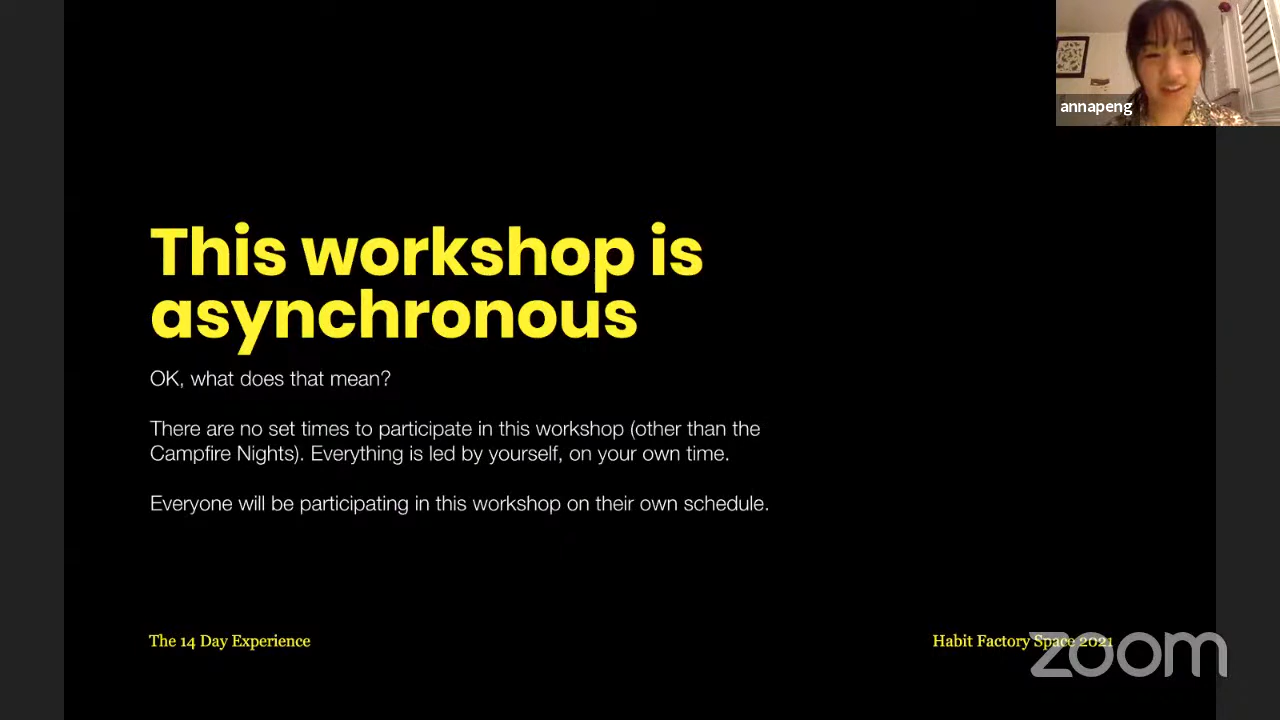 annapeng
This workshop is
asynchronous
OK, what does that mean?
There are no set times to participate in this workshop (other than the
Campfire Nights). Everything is led by yourself, on your own time.
Everyone will be participating in this workshop on their own schedule.
The 14 Day Experience
Habit Factory Space 2021
zoom